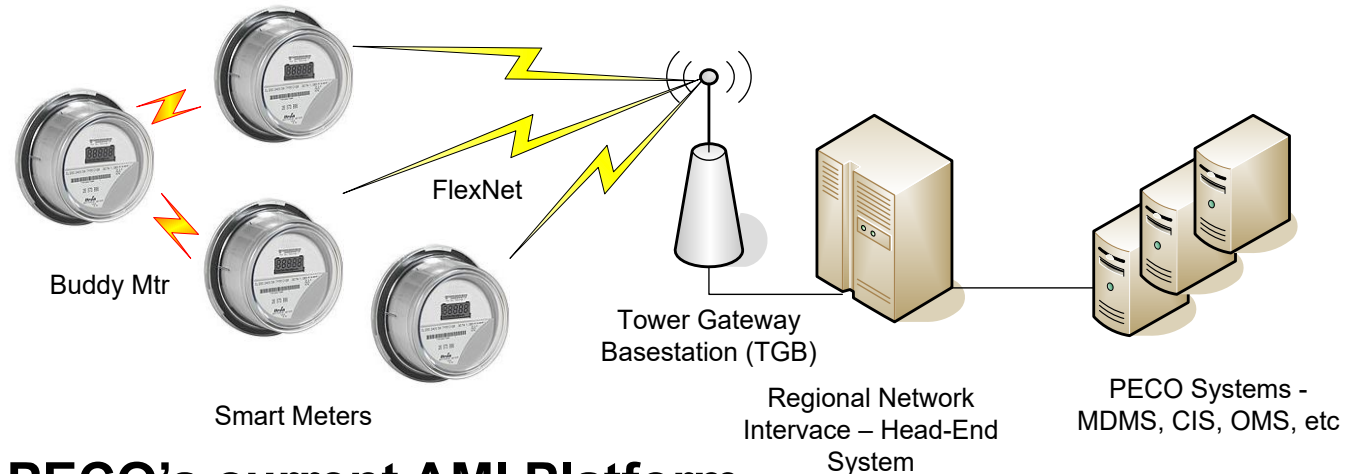 FlexNet
Buddy Mtr
Smart Meters
Tower Gateway
Basestation (TGB)
Regional Network
Intervace – Head-End
System
PECO Systems -
MDMS, CIS, OMS, etc
PECO's current AMI Platform